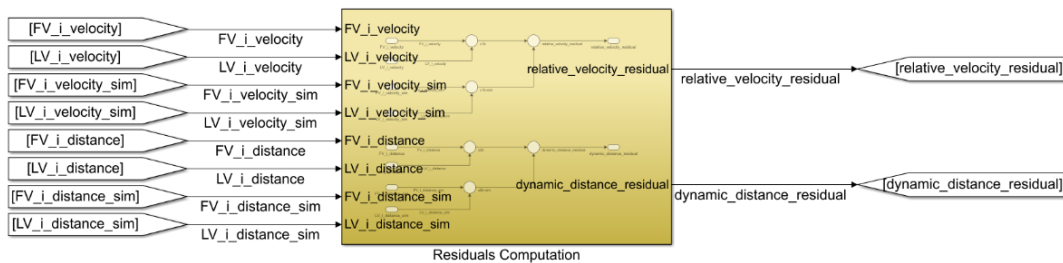 [FV_i_velocity]
FV_i_velocity
FV_i_velocity
[LV_i_velocity]
LV_i_velocity
LV_i_velocity
[FV_i_velocity_sim]
FV_i_velocity_sim
FV_i_velocity_sim
[LV_i_velocity_sim]
LV_i_velocity_sim
LV_i_velocity_sim
[FV_i_distance]
FV_i_distance
FV_i_distance
[LV_i_distance]
LV_i_distance
LV_i_distance
[FV_i_distance_sim]
FV_i_distance_sim
FV_i_distance_sim
[LV_i_distance_sim]
LV_i_distance_sim
LV_i_distance_sim
relative_velocity_residual
relative_velocity_residual
[relative_velocity_residual]
dynamic_distance_residual
dynamic_distance_residual
[dynamic_distance_residual]
Residuals Computation